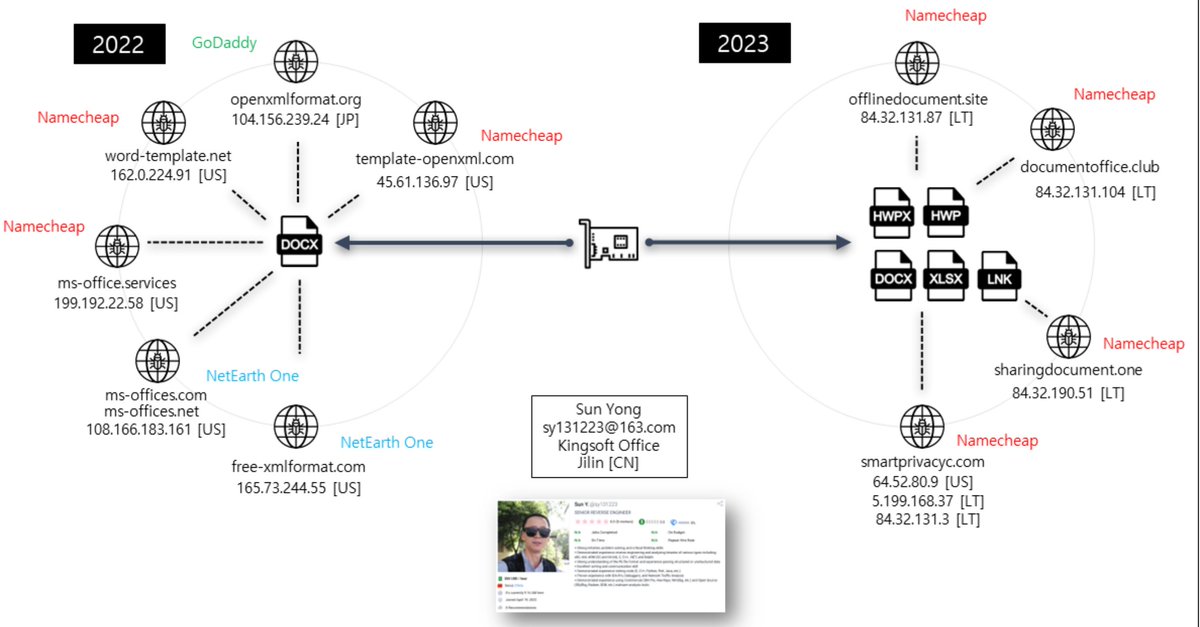 2022
GoDaddy
openxmlformat.org
104.156.239.24 [JP]
Namecheap
word-template.net
162.0.224.91 [US]
Namecheap
template-openxml.com
45.61.136.97 [US]
Namecheap
ms-office.services
199.192.22.58 [US]
DOCX
NetEarth One
ms-offices.com
ms-offices.net
108.166.183.161 [US]
NetEarth One
free-xmlformat.com
165.73.244.55 [US]
Sun Yong
sy131223@163.com
Kingsoft Office
Jilin [CN]
Sun Y. @sy131223
SENIOR REVERSE ENGINEER
2023
Namecheap
offlinedocument.site
84.32.131.87 [LT]
Namecheap
documentoffice.club
84.32.131.104 [LT]
HWPX
HWP
DOCX
XLSX
LNK
Namecheap
sharingdocument.one
84.32.190.51 [LT]
Namecheap
smartprivacyc.com
64.52.80.9 [US]
5.199.168.37 [LT]
84.32.131.3 [LT]